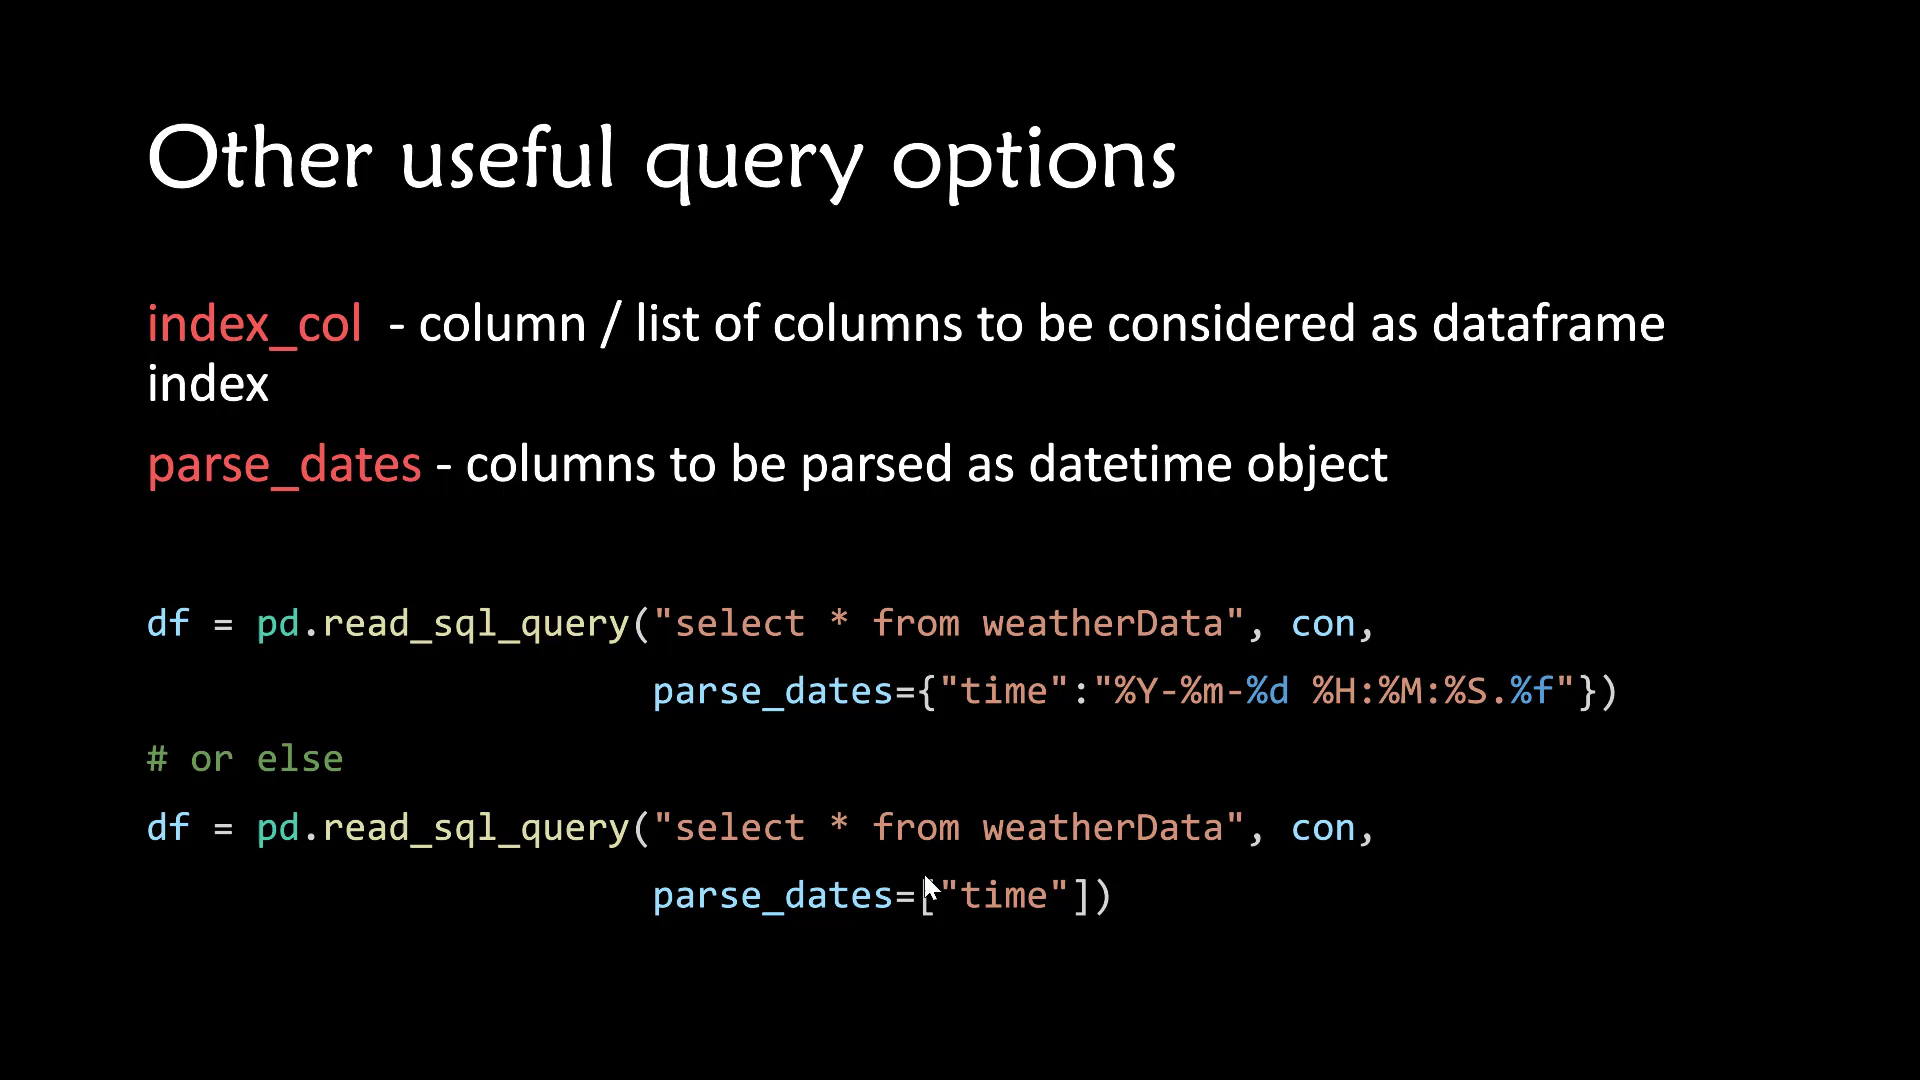 Other useful query options
index_col - column / list of columns to be considered as dataframe
index
parse_dates - columns to be parsed as datetime object
df = pd.read_sql_query("select * from weatherData", con,
parse_dates={"time":"%Y-%m-%d %H:%M:%S.%f"})
# or else
df = pd.read_sql_query("select * from weatherData", con,
parse_dates=["time"])